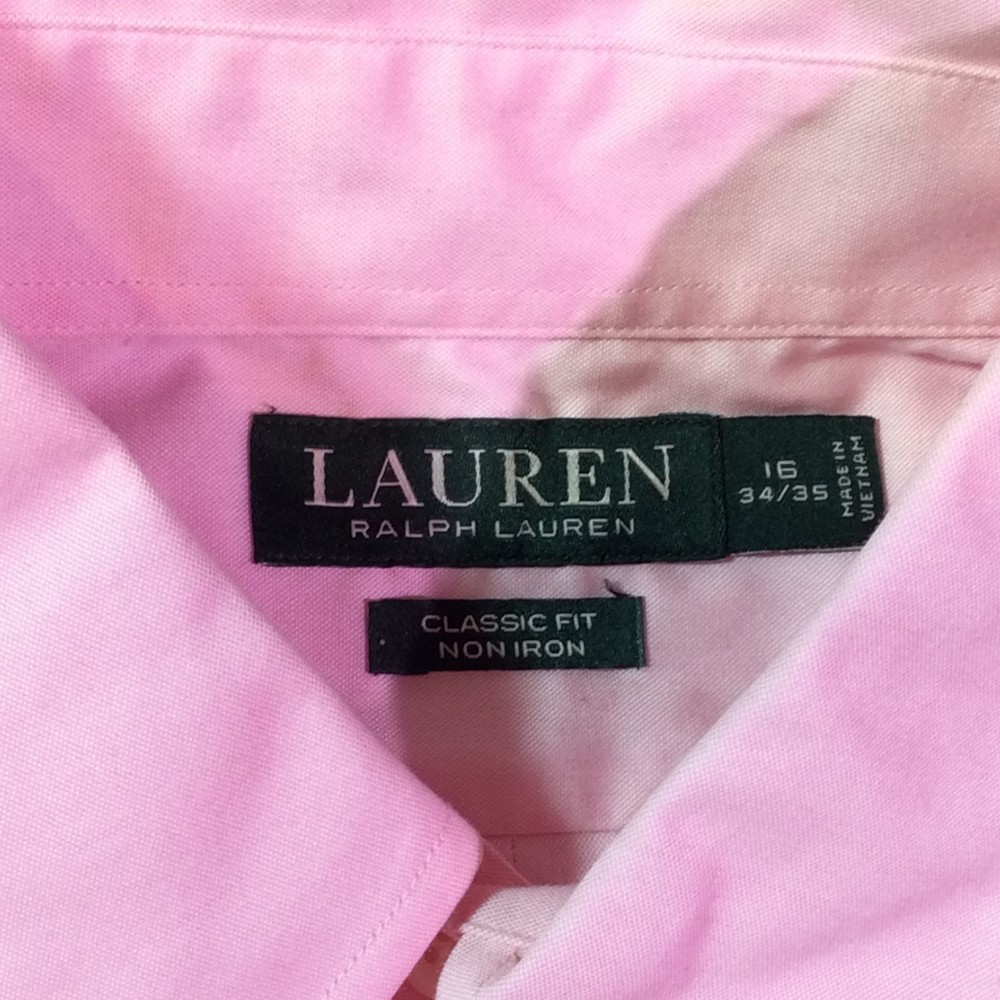 LAUREN
RALPH LAUREN
16
34/35
MADE IN
VIETNAM
CLASSIC FIT
NON IRON